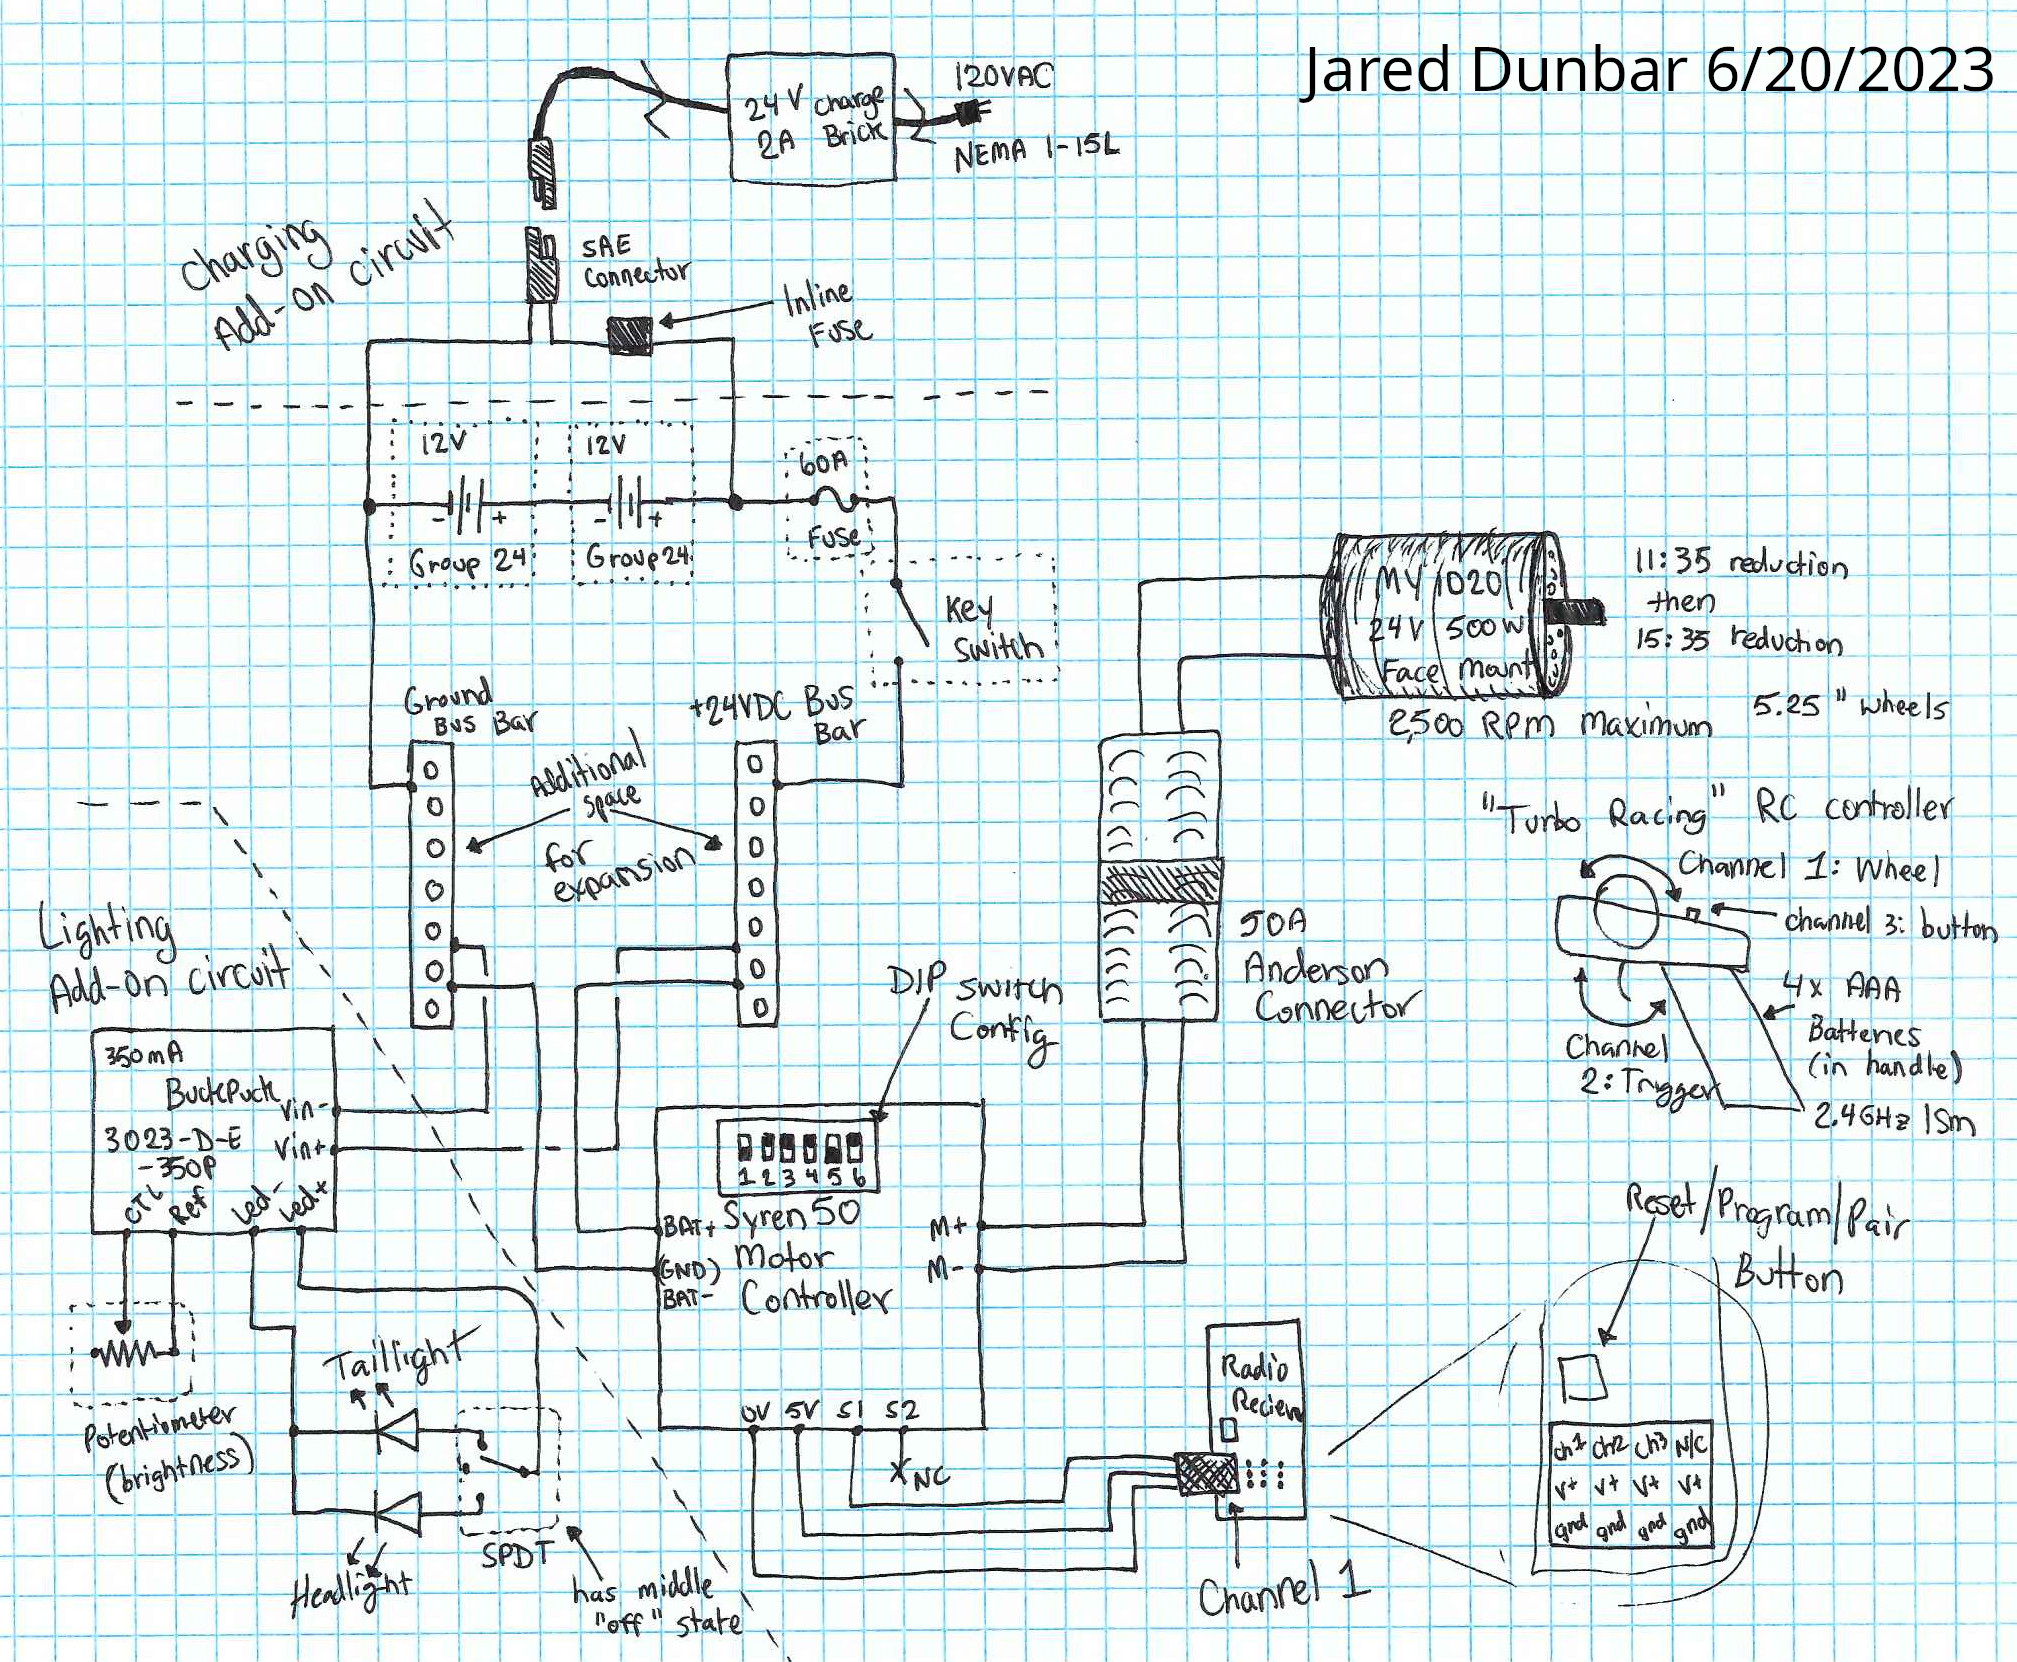 Jared Dunbar 6/20/2023
24V charge
2A Brick
120VAC
NEMA 1-15L
Charging
Add-on circuit
SAE
Connector
Inline
Fuse
12V
- +
Group 24
12V
- +
Group 24
60A
Fuse
Key
Switch
MY 1020
24V 500W
Face Mount
2,500 RPM Maximum
11:35 reduction
then
15:35 reduction
5.25" wheels
Ground
Bus Bar
+24VDC Bus
Bar
Additional
space
for
expansion
"Turbo Racing" RC controller
Channel 1: Wheel
channel 3: button
4x AAA
Batteries
(in handle)
Channel
2: Trigger
2.4GHz ISM
50A
Anderson
Connector
DIP Switch
Config
Lighting
Add-on circuit
350mA
BuckPuck
3023-D-E
-350P
Vin-
Vin+
CTL
Ref
Led-
Led+
Potentiometer
(brightness)
Taillight
Headlight
SPDT
has middle
"off" state
1 2 3 4 5 6
Syren 50
Motor
Controller
BAT+
(GND)
BAT-
M+
M-
0V 5V S1 S2
NC
Radio
Reciever
Channel 1
Reset/Program/Pair
Button
ch1 ch2 ch3 N/C
V+ V+ V+ V+
gnd gnd gnd gnd